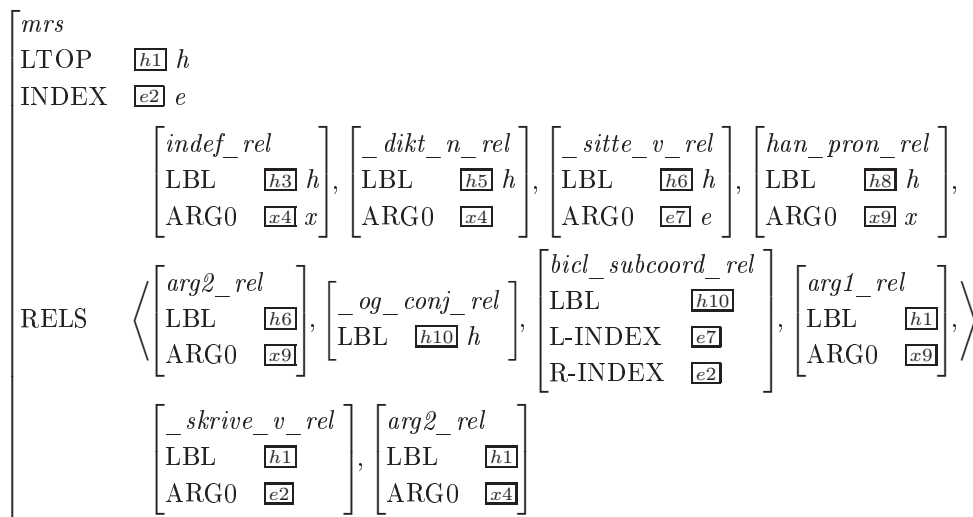 mrs
LTOP h1 h
INDEX e2 e
indef_rel LBL h3 h ARG0 x4 x , _dikt_n_rel LBL h5 h ARG0 x4 , _sitte_v_rel LBL h6 h ARG0 e7 e , han_pron_rel LBL h8 h ARG0 x9 x ,
RELS ⟨ arg2_rel LBL h6 ARG0 x9 , _og_conj_rel LBL h10 h , bicl_subcoord_rel LBL h10 L-INDEX e7 R-INDEX e2 , arg1_rel LBL h1 ARG0 x9 , ⟩
_skrive_v_rel LBL h1 ARG0 e2 , arg2_rel LBL h1 ARG0 x4